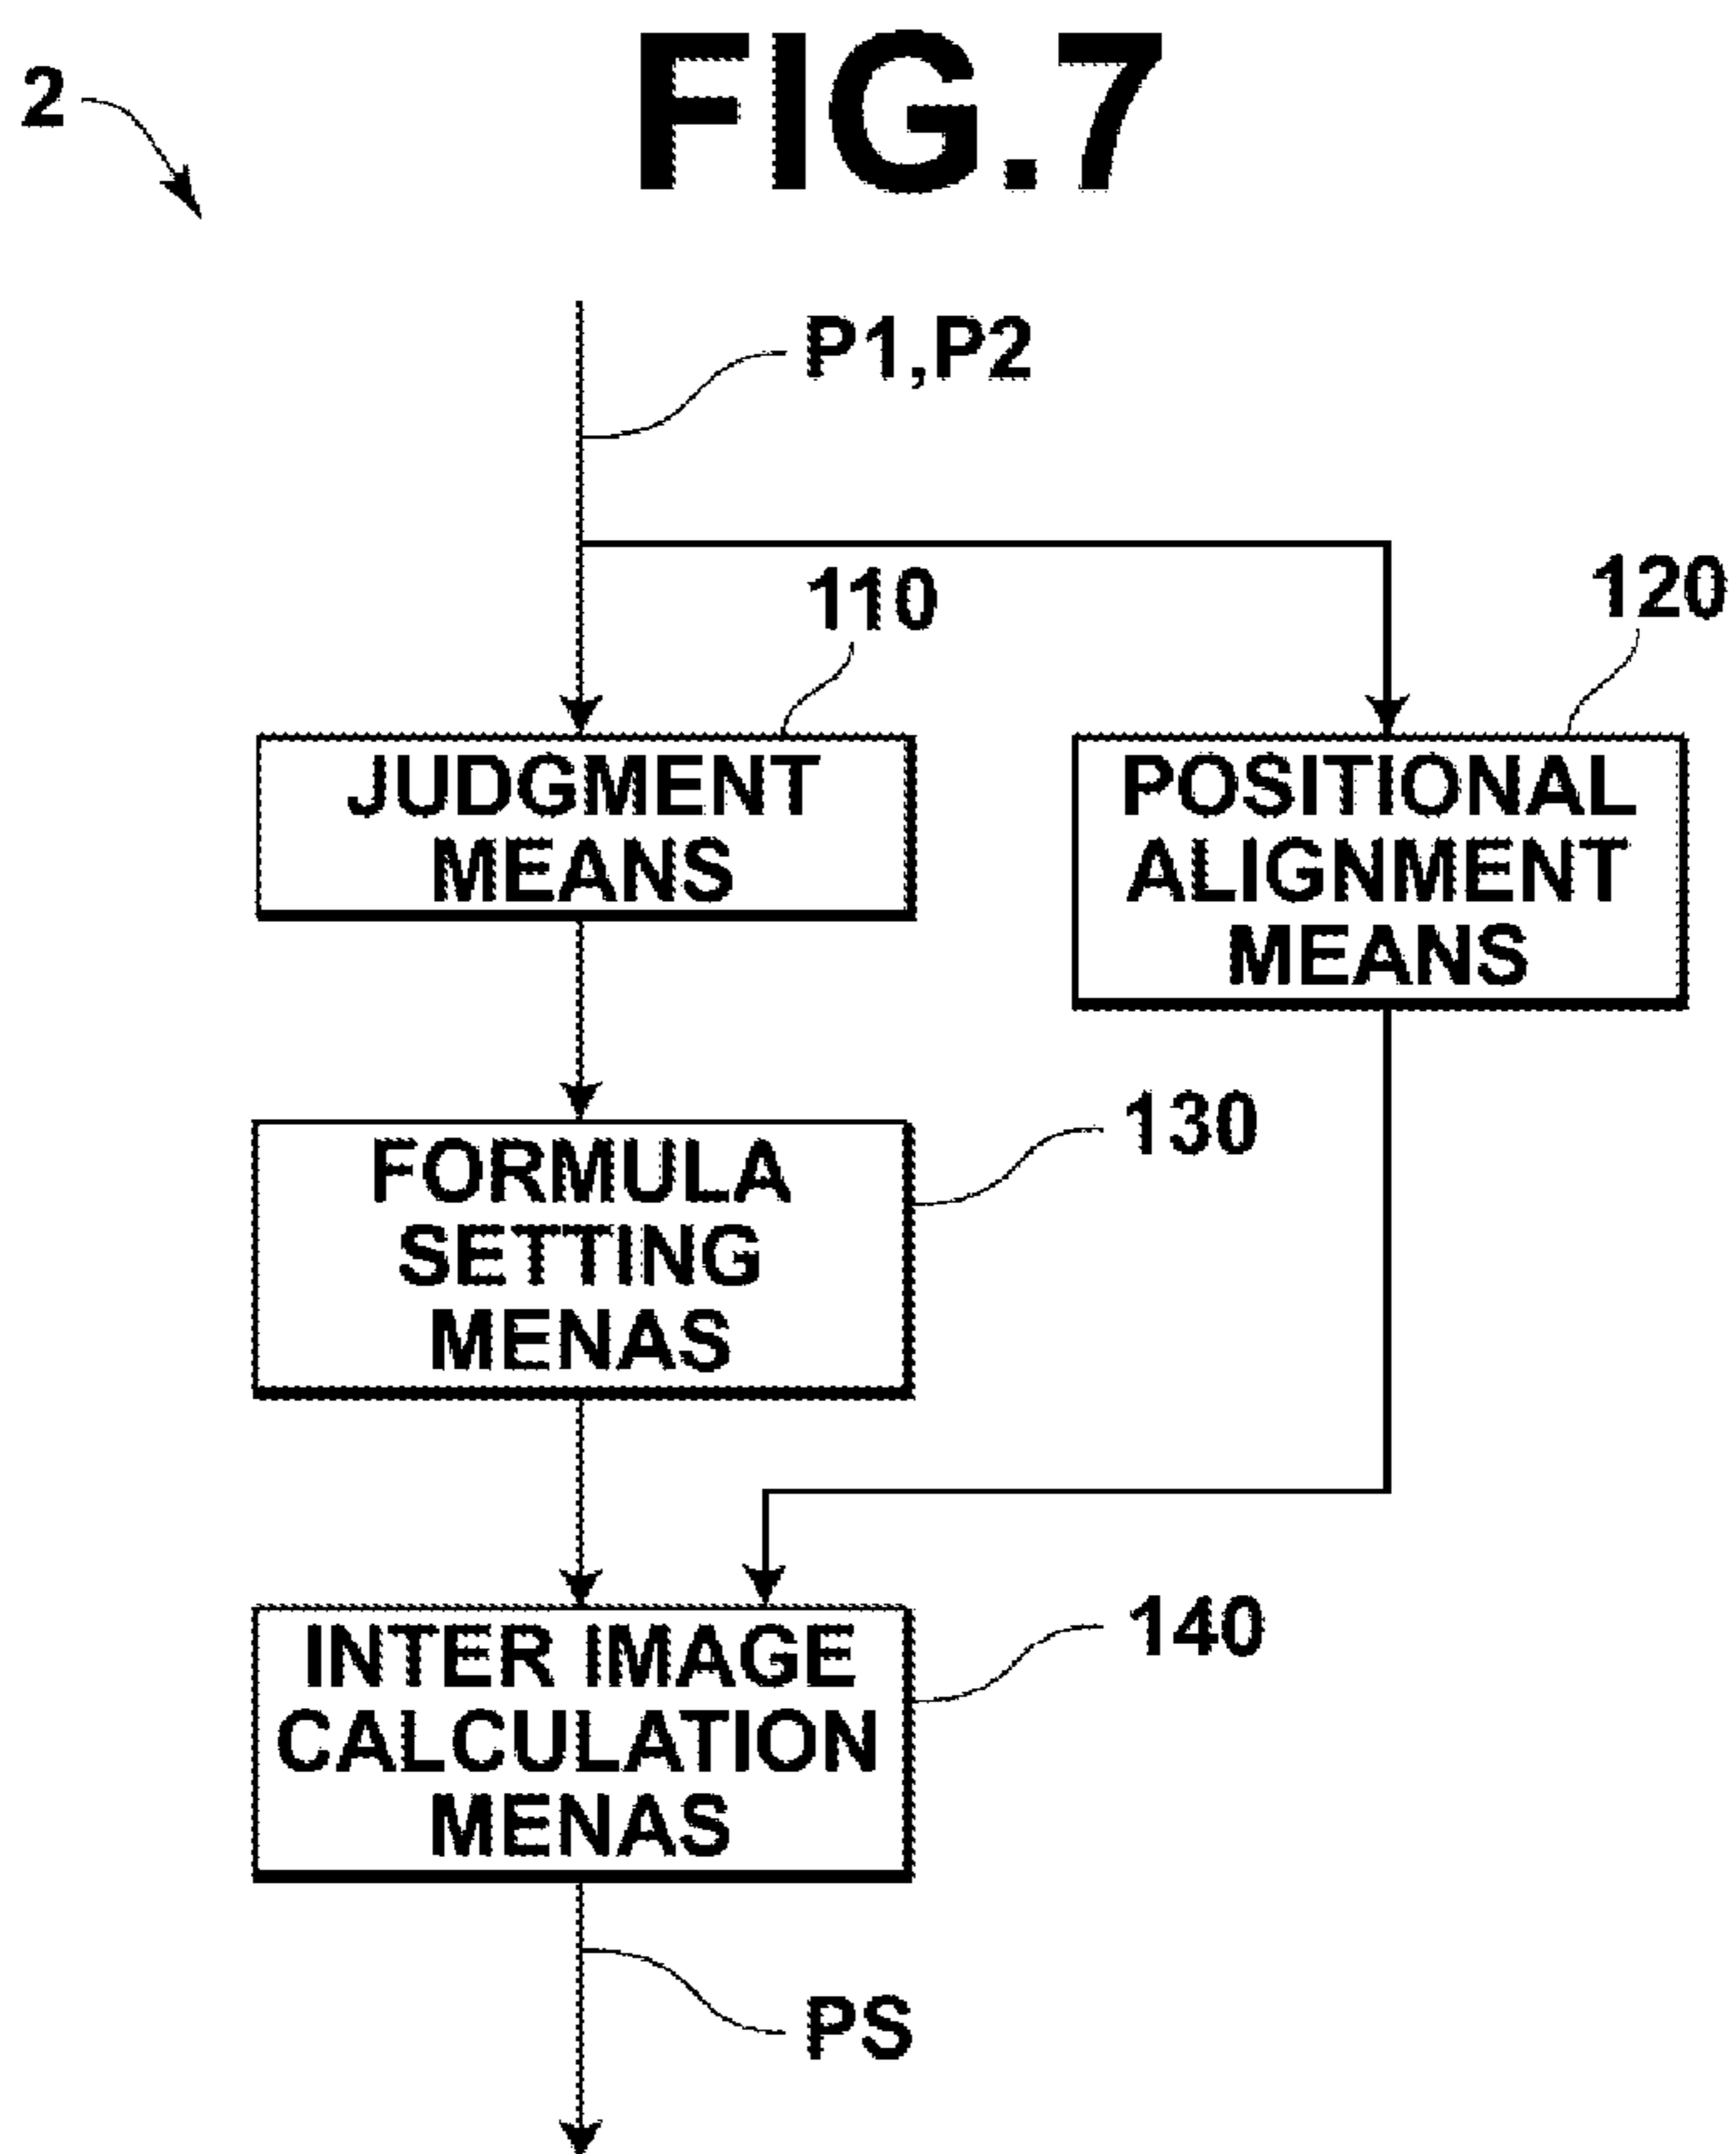 FIG.7
2
P1,P2
110
120
JUDGMENT
MEANS
POSITIONAL
ALIGNMENT
MEANS
130
FORMULA
SETTING
MENAS
140
INTER IMAGE
CALCULATION
MENAS
PS